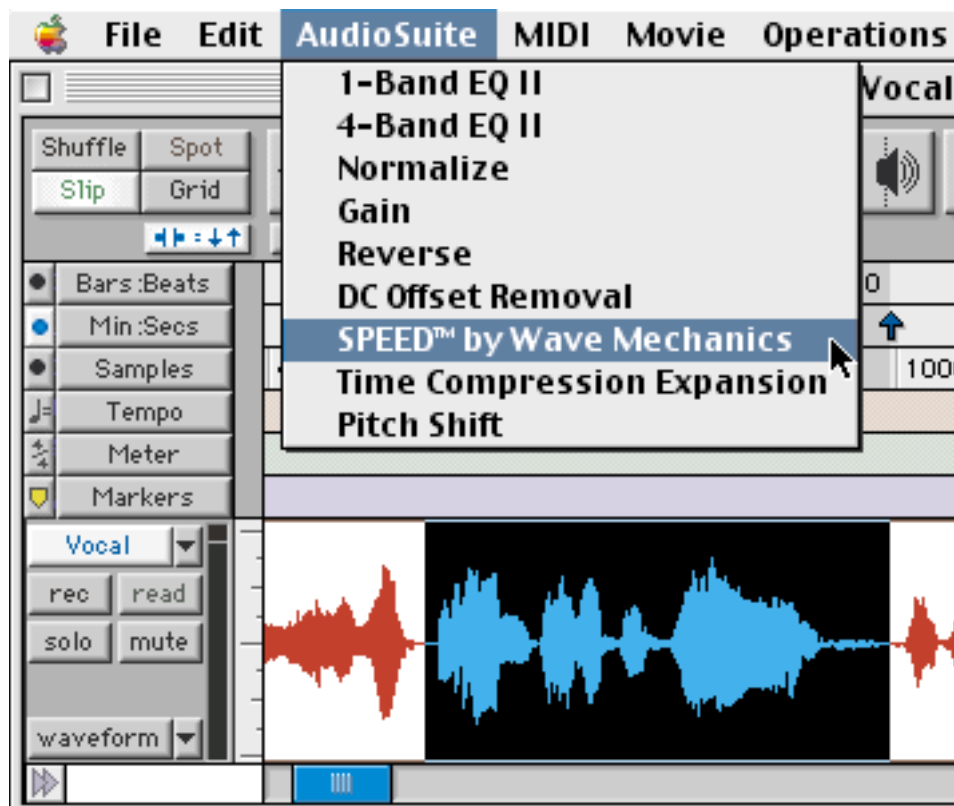 File Edit AudioSuite MIDI Movie Operations
1-Band EQ II
4-Band EQ II
Normalize
Gain
Reverse
DC Offset Removal
SPEED™ by Wave Mechanics
Time Compression Expansion
Pitch Shift
Vocal
Shuffle Spot
Slip Grid
Bars:Beats
0
Min:Secs
Samples
100
Tempo
Meter
Markers
Vocal
rec read
solo mute
waveform